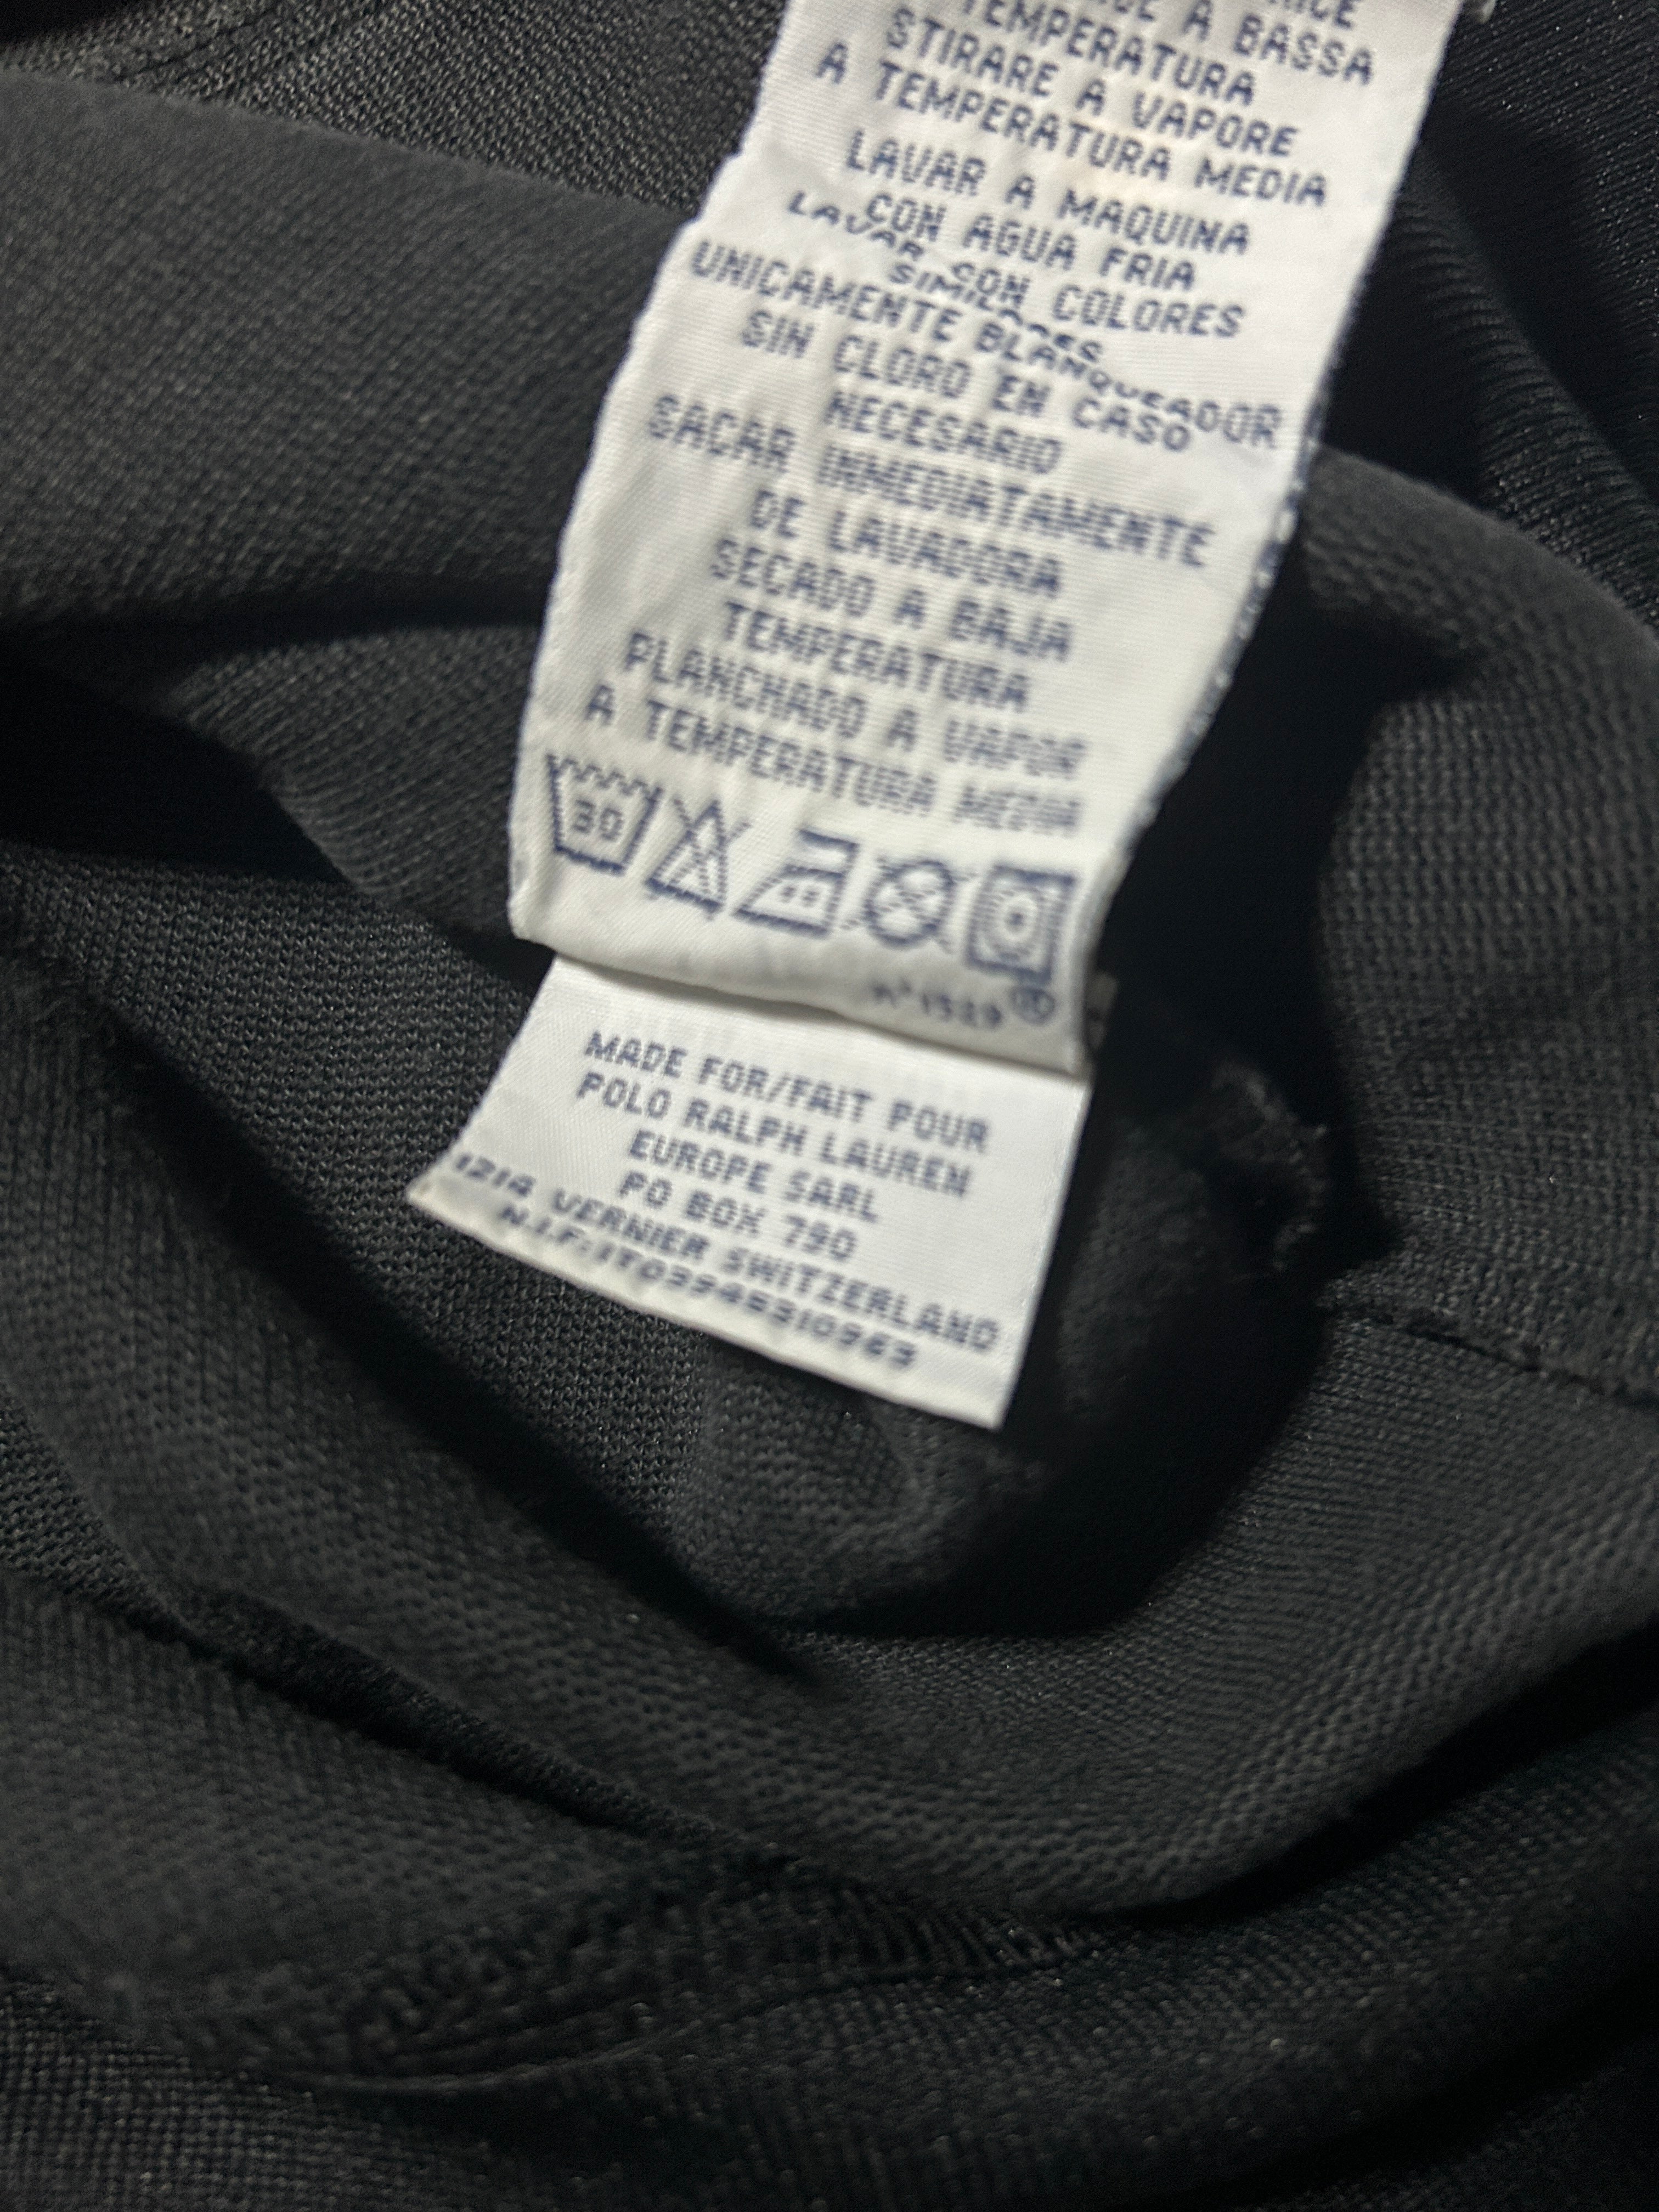 A BASSA
TEMPERATURA
STIRARE A VAPORE
A TEMPERATURA MEDIA
LAVAR A MAQUINA
CON AGUA FRIA
LAVAR CON COLORES
SIMILARES
UNICAMENTE BLANQUEADOR
SIN CLORO EN CASO
NECESARIO
SACAR INMEDIATAMENTE
DE LAVADORA
SECADO A BAJA
TEMPERATURA
PLANCHADO A VAPOR
A TEMPERATURA MEDIA
30
®
MADE FOR/FAIT POUR
POLO RALPH LAUREN
EUROPE SARL
PO BOX 790
1214 VERNIER SWITZERLAND